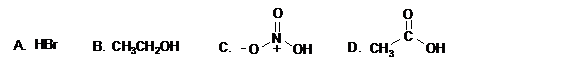 A. HBr B. CH₃CH₂OH C. -O N + O OH D. CH₃ C O OH